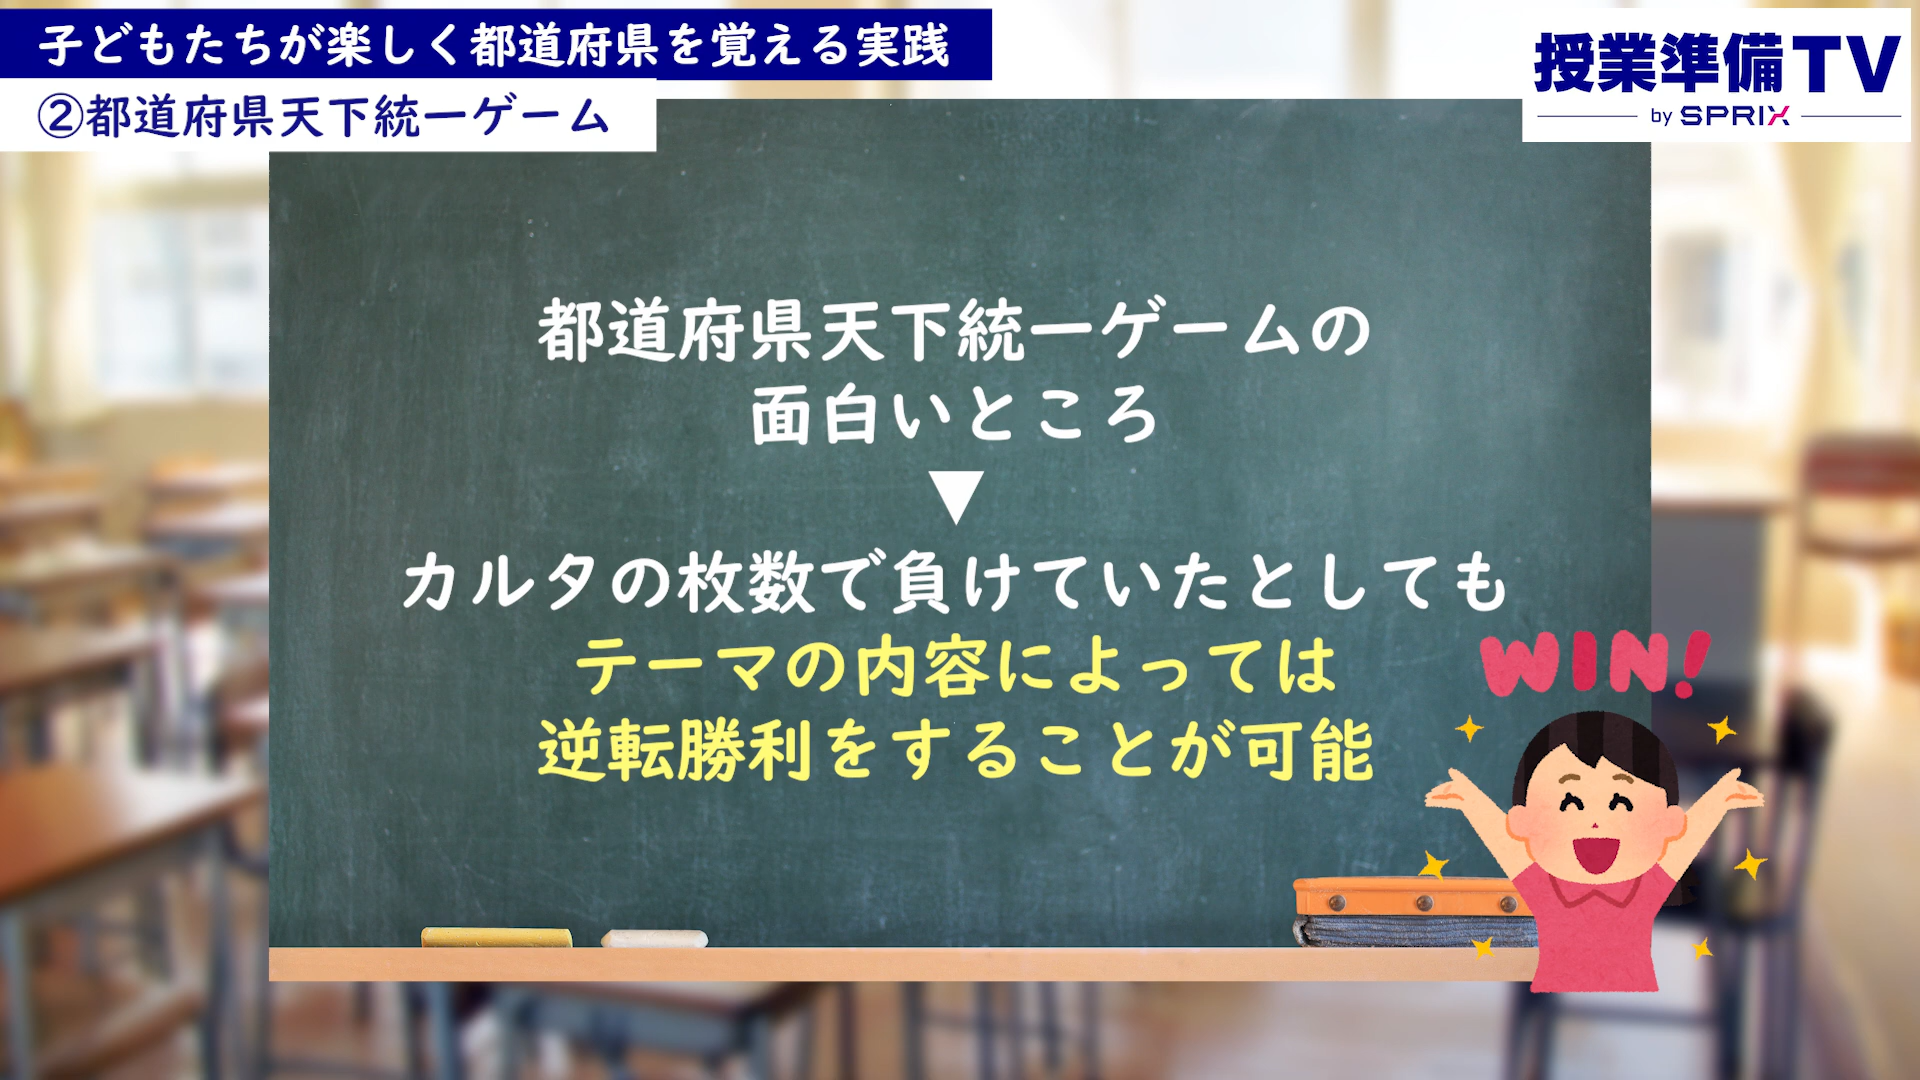 子どもたちが楽しく都道府県を覚える実践
②都道府県天下統一ゲーム
授業準備TV
by SPRIX
都道府県天下統一ゲームの
面白いところ
▼
カルタの枚数で負けていたとしても
テーマの内容によっては
逆転勝利をすることが可能
WIN!